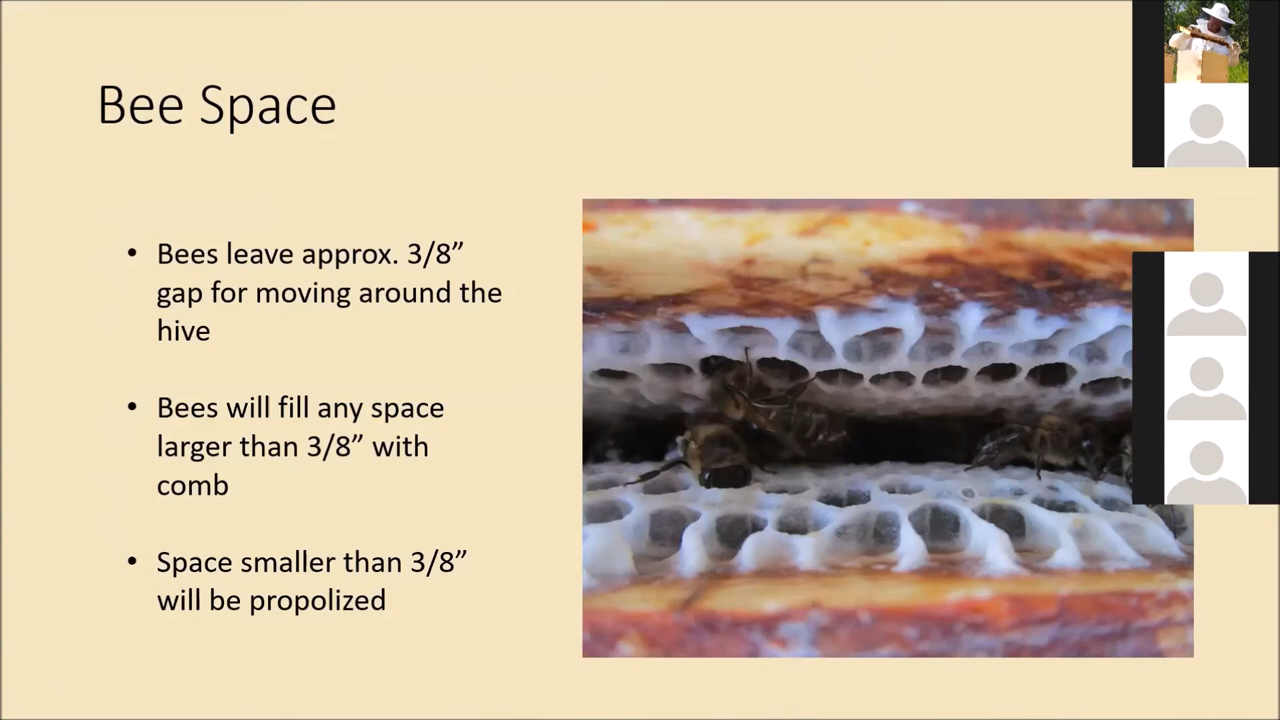 Bee Space
• Bees leave approx. 3/8”
gap for moving around the
hive
• Bees will fill any space
larger than 3/8” with
comb
• Space smaller than 3/8”
will be propolized